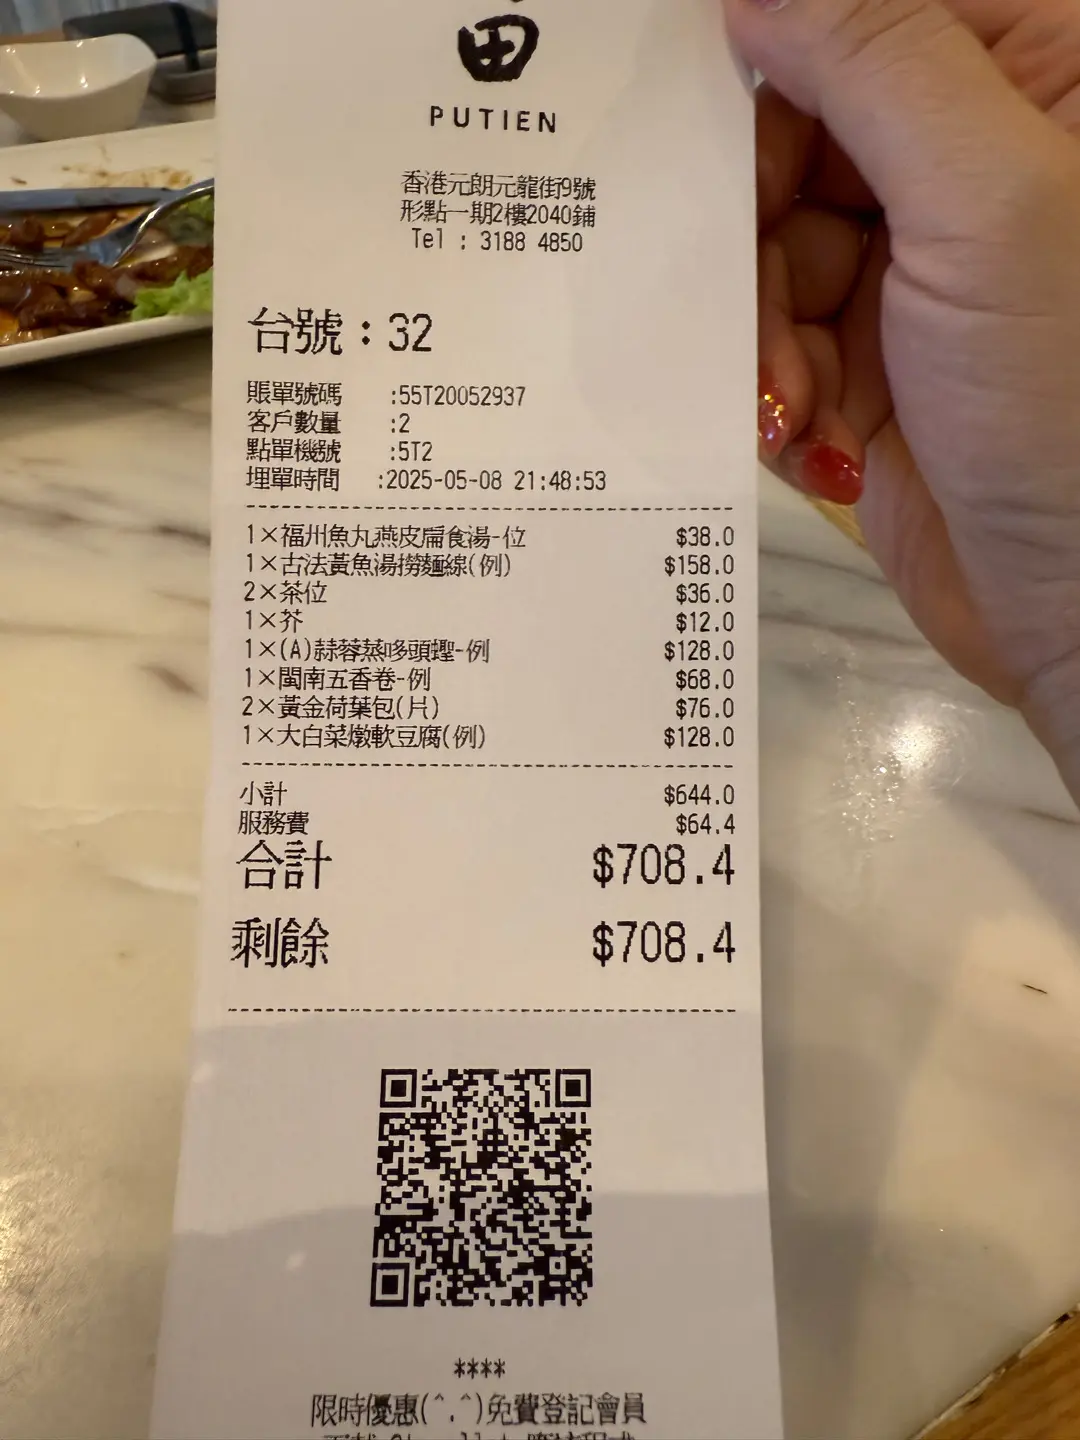 田
PUTIEN
香港元朗元龍街9號
形點一期2樓2040鋪
Tel : 3188 4850
台號：32
賬單號碼 :55T20052937
客戶數量 :2
點單機號 :5T2
埋單時間 :2025-05-08 21:48:53
1×福州魚丸燕皮扁食湯-位 $38.0
1×古法黃魚湯撈麵線(例) $158.0
2×茶位 $36.0
1×芥 $12.0
1×(A)蒜蓉蒸哆頭蟶-例 $128.0
1×閩南五香卷-例 $68.0
2×黃金荷葉包(片) $76.0
1×大白菜燉軟豆腐(例) $128.0
小計 $644.0
服務費 $64.4
合計 $708.4
剩餘 $708.4
****
限時優惠(^.^)免費登記會員